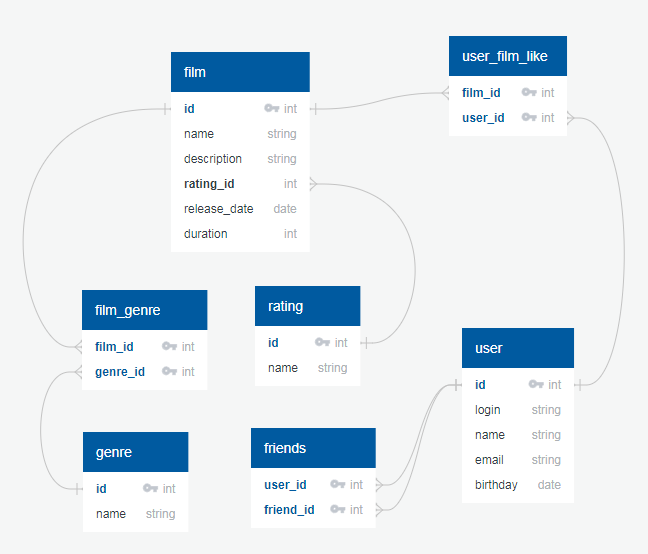 film
id int
name string
description string
rating_id int
release_date date
duration int
user_film_like
film_id int
user_id int
film_genre
film_id int
genre_id int
rating
id int
name string
user
id int
login string
name string
email string
birthday date
genre
id int
name string
friends
user_id int
friend_id int